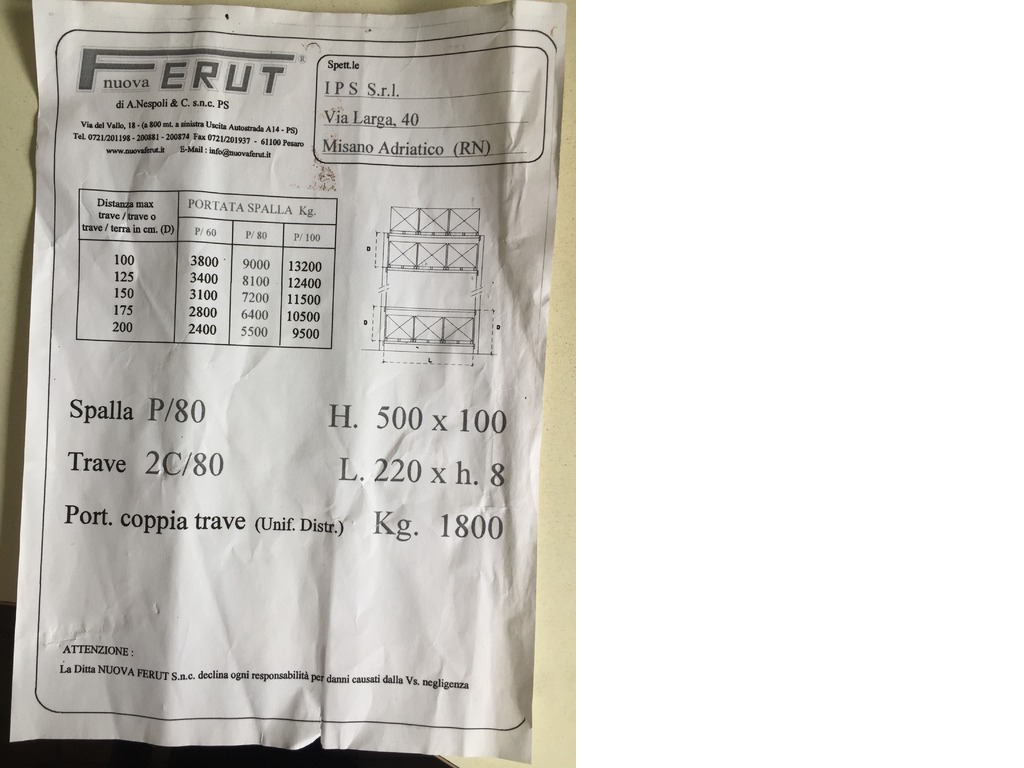 nuova FERUT ®
di A.Nespoli & C. s.n.c. PS
Via del Vallo, 18 - (a 800 mt. a sinistra Uscita Autostrada A14 - PS)
Tel. 0721/201198 - 200881 - 200874 Fax 0721/201937 - 61100 Pesaro
www.nuovaferut.it E-Mail : info@nuovaferut.it
Spett.le
I P S S.r.l.
Via Larga, 40
Misano Adriatico (RN)
Distanza max
trave / trave o
trave / terra in cm. (D)
PORTATA SPALLA Kg.
P/ 60 P/ 80 P/ 100
100 3800 9000 13200
125 3400 8100 12400
150 3100 7200 11500
175 2800 6400 10500
200 2400 5500 9500
D
D
D
L
Spalla P/80 H. 500 x 100
Trave 2C/80 L. 220 x h. 8
Port. coppia trave (Unif. Distr.) Kg. 1800
ATTENZIONE :
La Ditta NUOVA FERUT S.n.c. declina ogni responsabilità per danni causati dalla Vs. negligenza